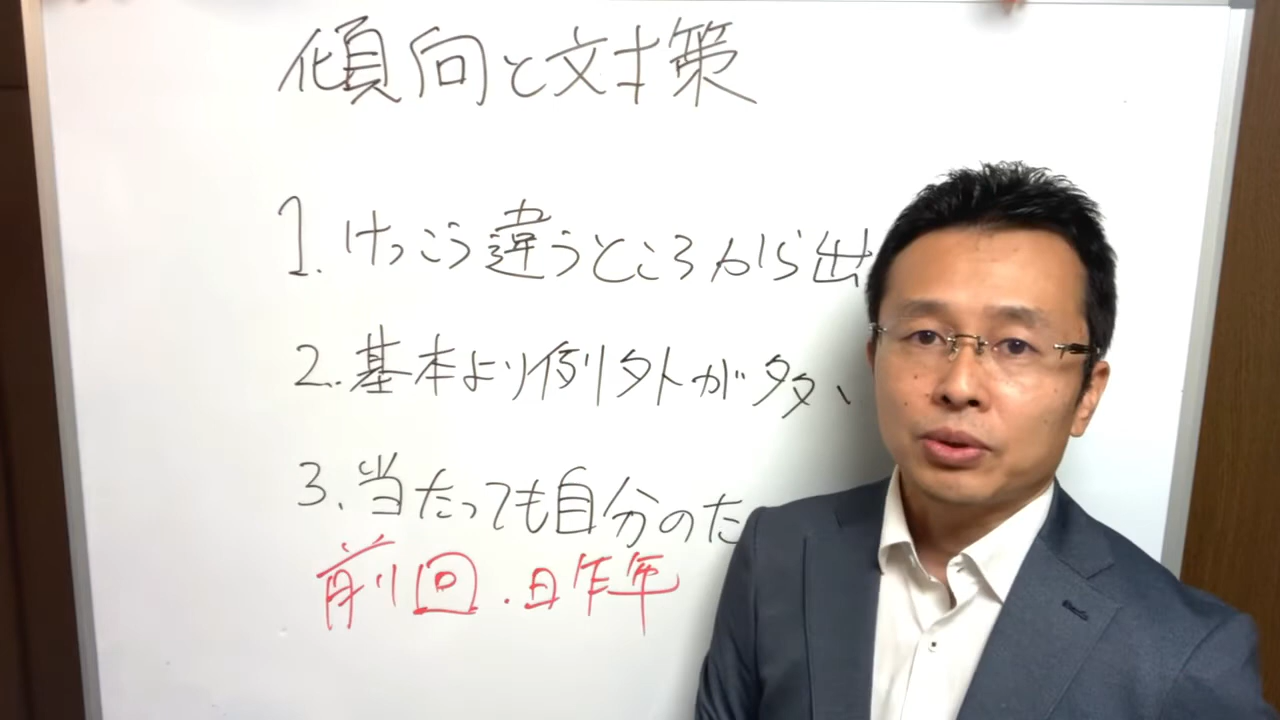 傾向と対策
1. けっこう違うところから出
2. 基本より例外が多い
3. 当たっても自分のた
前回.昨年